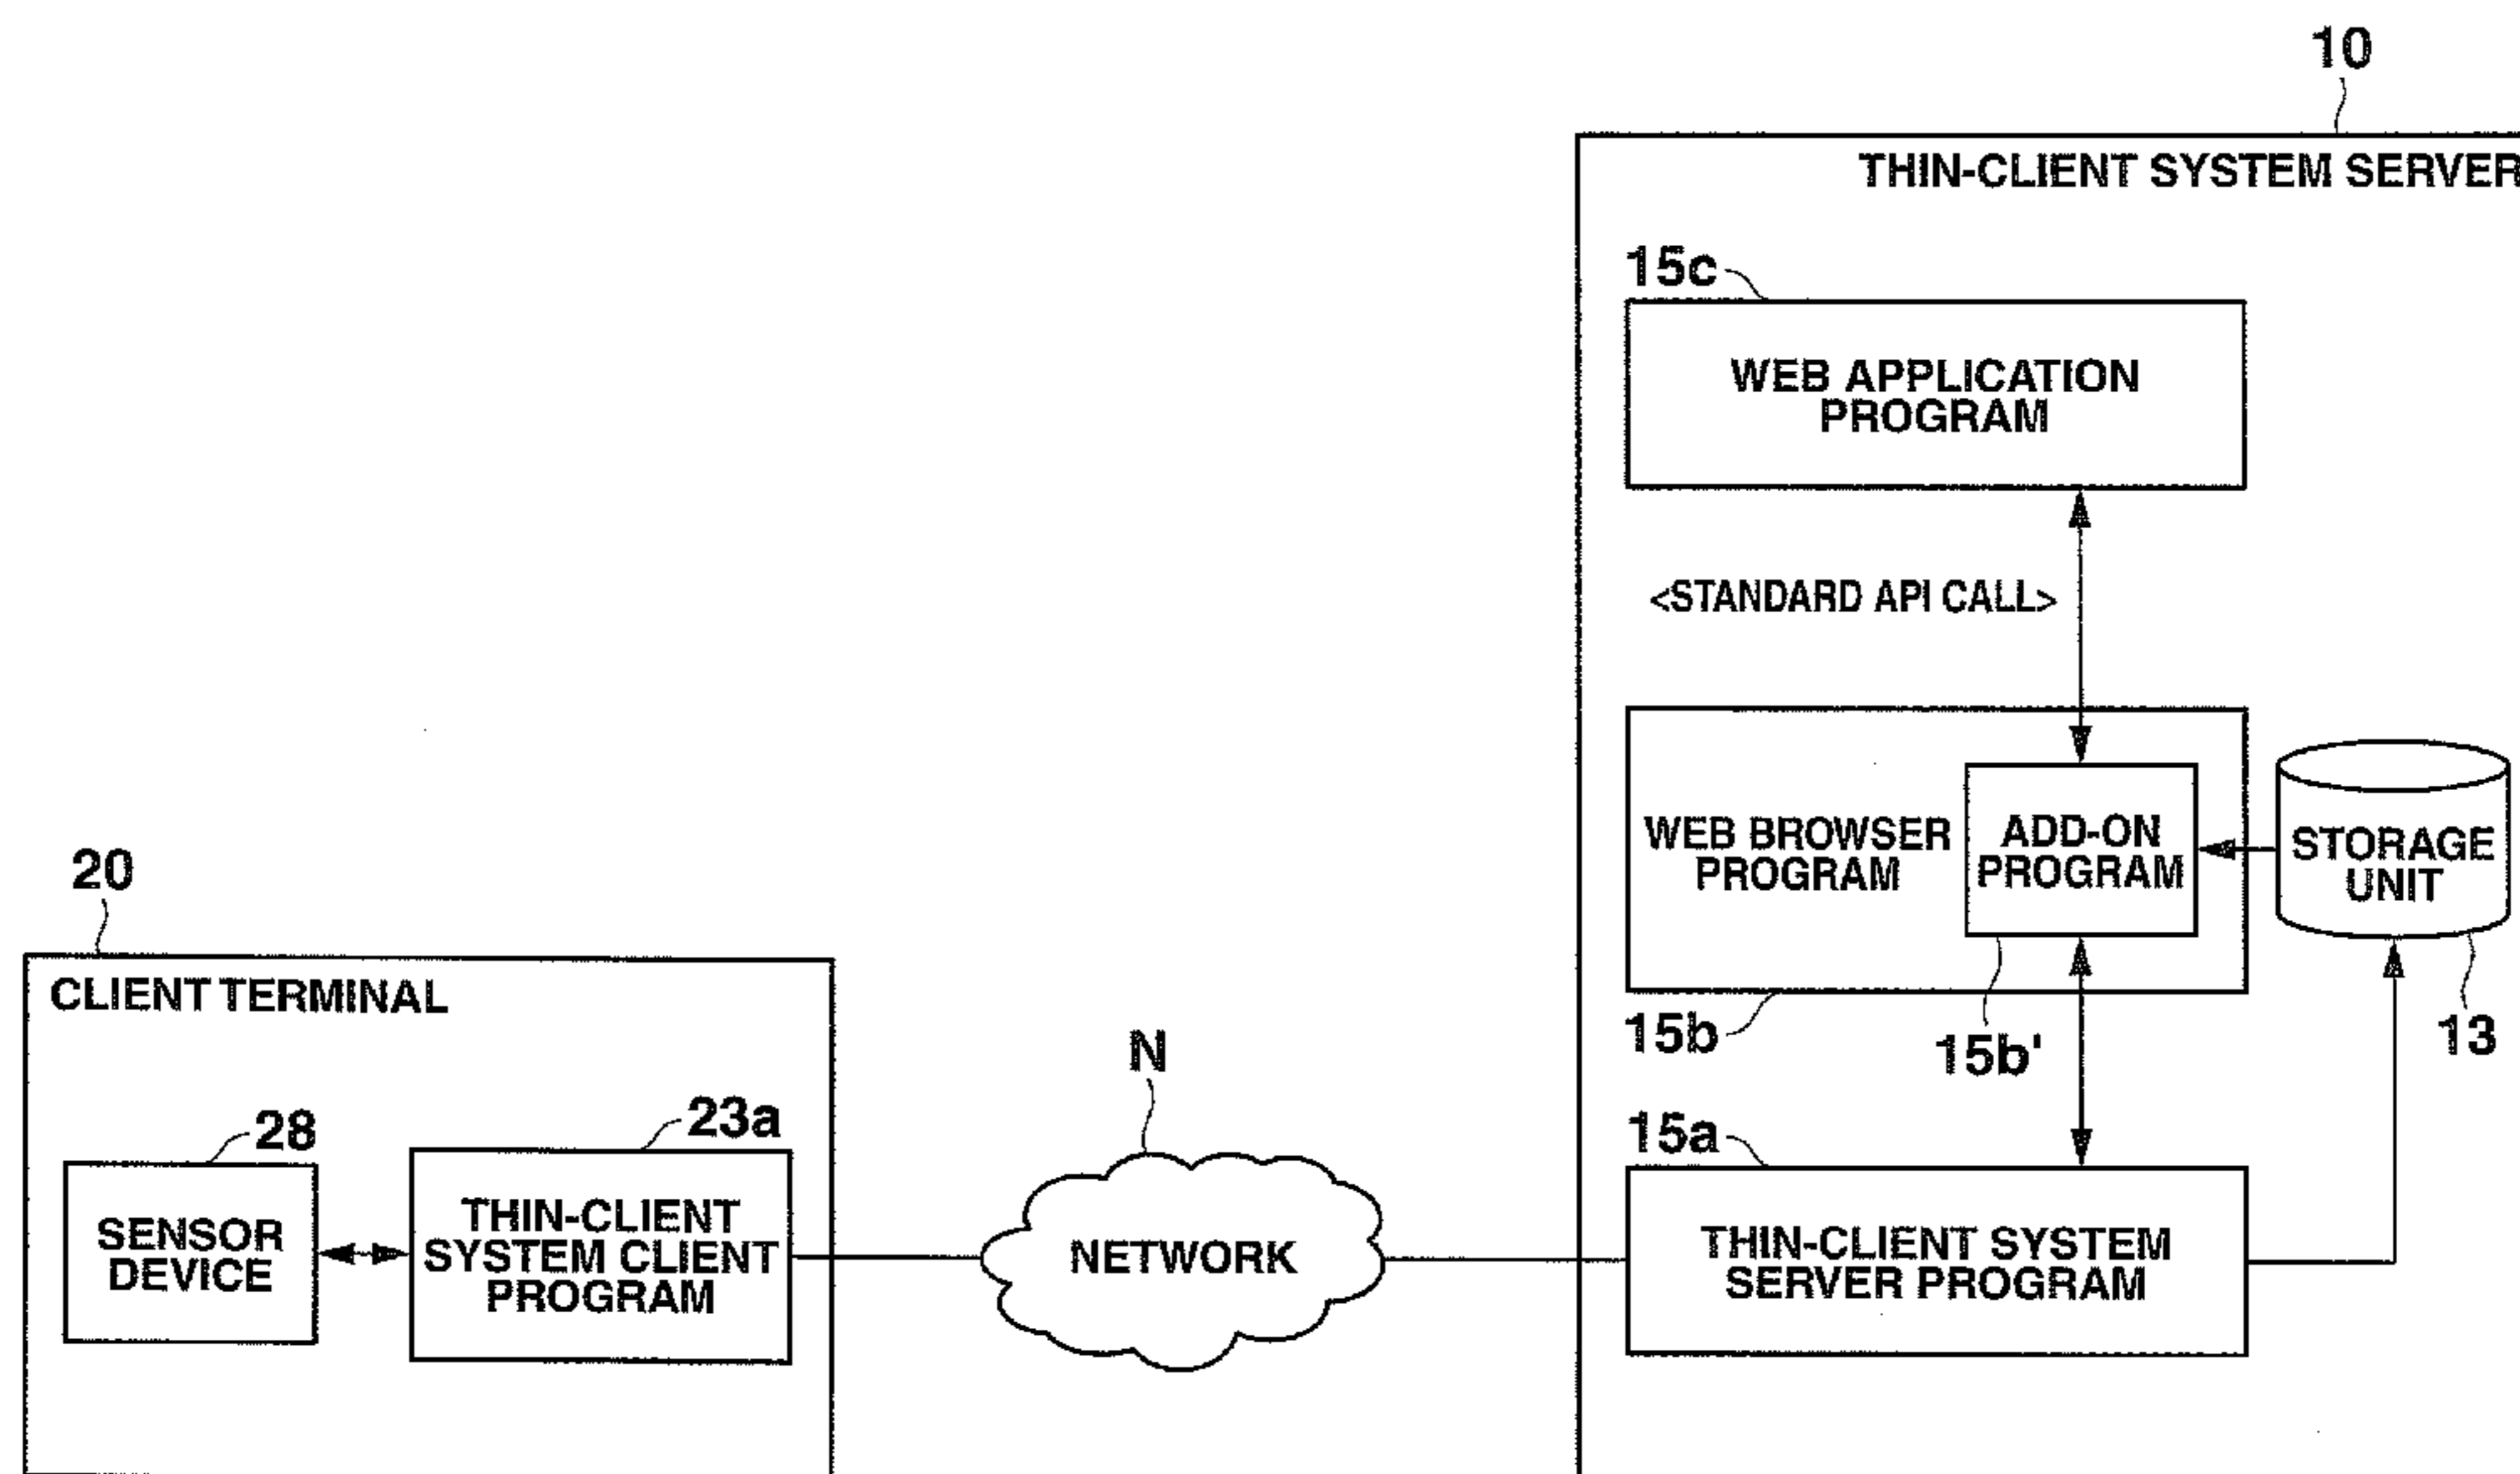 10
THIN-CLIENT SYSTEM SERVER
15c
WEB APPLICATION
PROGRAM
<STANDARD API CALL>
WEB BROWSER
PROGRAM
ADD-ON
PROGRAM
STORAGE
UNIT
15b
15b'
13
20
CLIENT TERMINAL
28
23a
SENSOR
DEVICE
THIN-CLIENT
SYSTEM CLIENT
PROGRAM
N
NETWORK
15a
THIN-CLIENT SYSTEM
SERVER PROGRAM